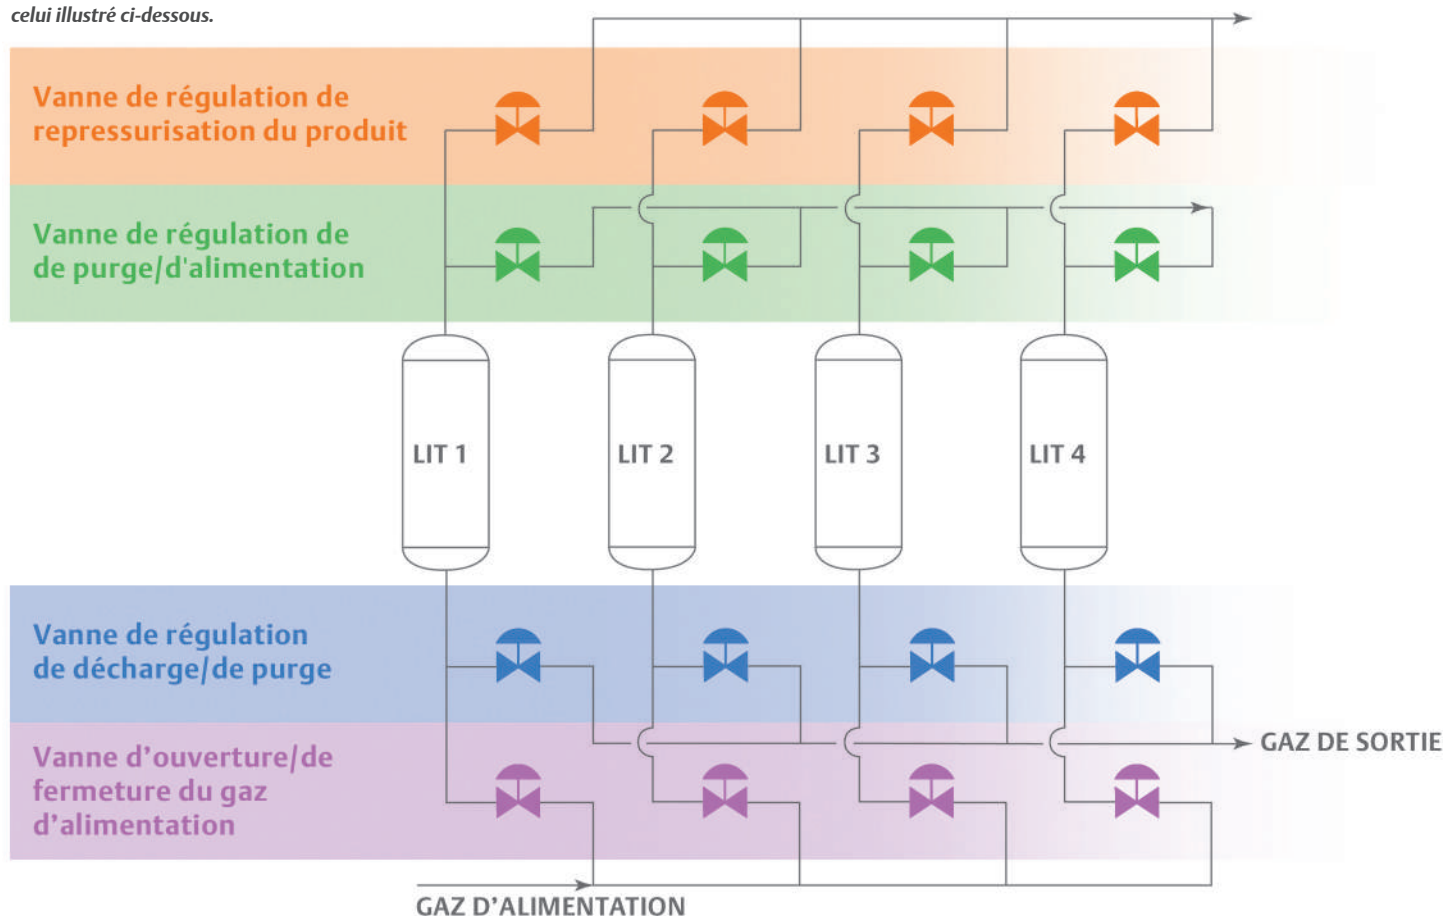 celui illustré ci-dessous.
Vanne de régulation de
repressurisation du produit
Vanne de régulation de
de purge/d'alimentation
LIT 1
LIT 2
LIT 3
LIT 4
Vanne de régulation
de décharge/de purge
Vanne d’ouverture/de
fermeture du gaz
d’alimentation
GAZ DE SORTIE
GAZ D’ALIMENTATION